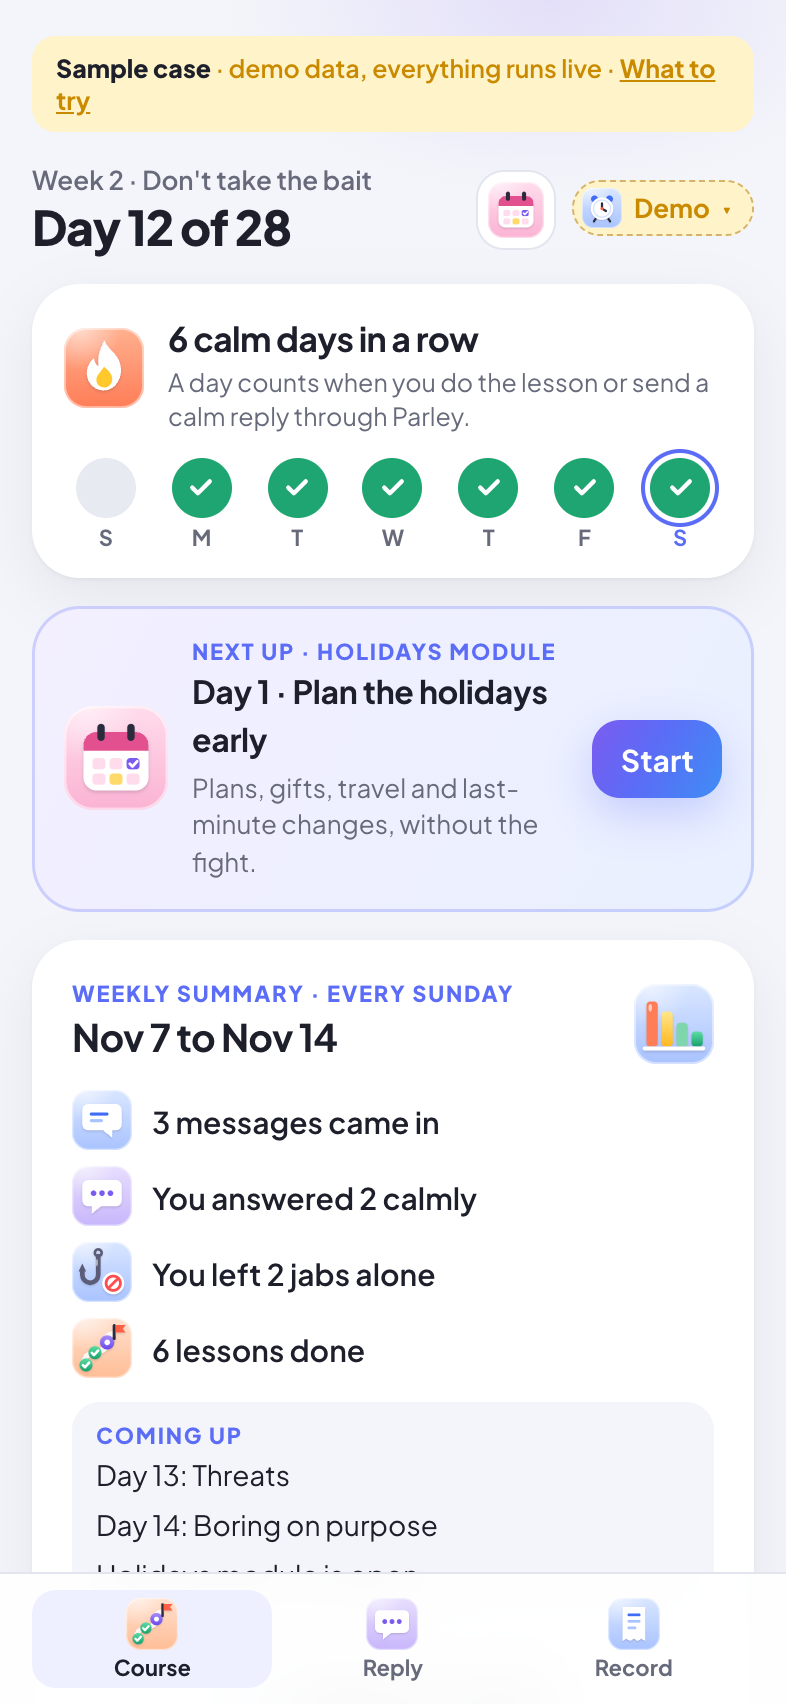 Sample case · demo data, everything runs live · What to
try
Week 2 · Don't take the bait
Day 12 of 28
Demo
6 calm days in a row
A day counts when you do the lesson or send a
calm reply through Parley.
S M T W T F S
NEXT UP · HOLIDAYS MODULE
Day 1 · Plan the holidays
early
Plans, gifts, travel and last-
minute changes, without the
fight.
Start
WEEKLY SUMMARY · EVERY SUNDAY
Nov 7 to Nov 14
3 messages came in
You answered 2 calmly
You left 2 jabs alone
6 lessons done
COMING UP
Day 13: Threats
Day 14: Boring on purpose
Holidays module is open
Course
Reply
Record